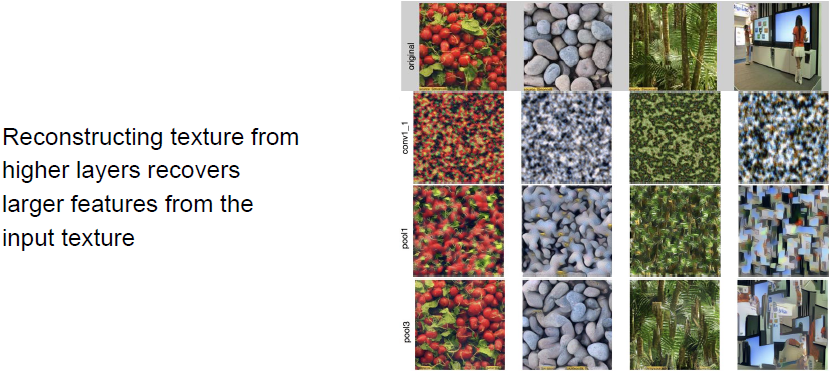 Reconstructing texture from
higher layers recovers
larger features from the
input texture
original
conv1_1
pool1
pool3